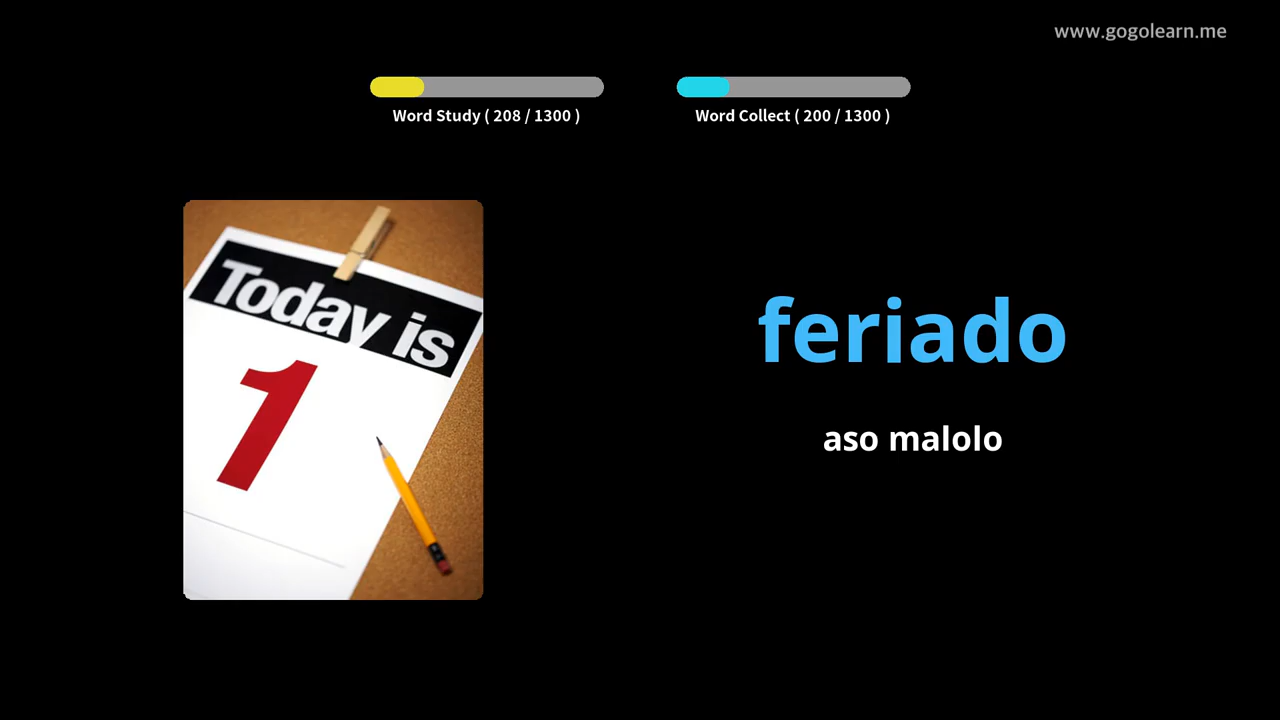 www.gogolearn.me
Word Study ( 208 / 1300 )
Word Collect ( 200 / 1300 )
Today is
1
feriado
aso malolo